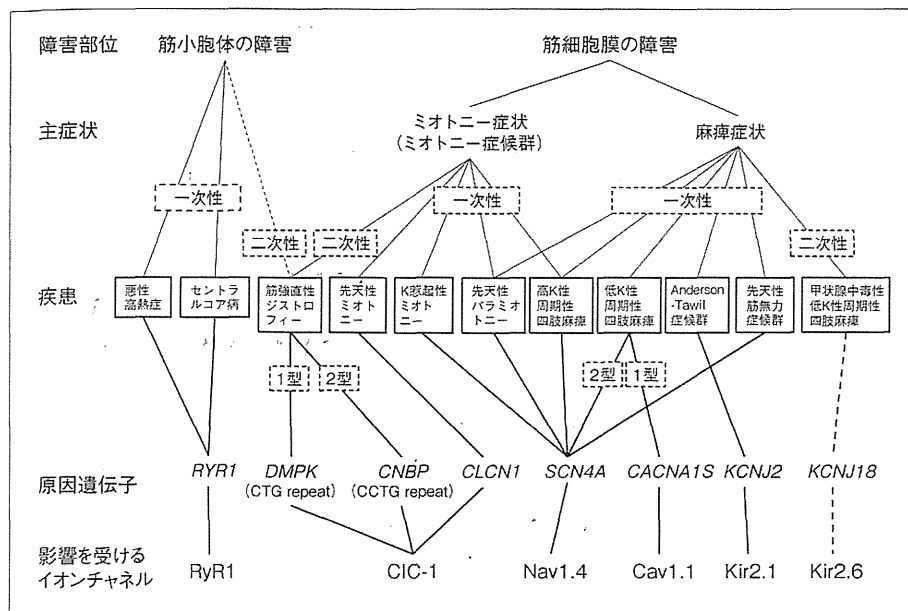 障害部位 筋小胞体の障害 筋細胞膜の障害
主症状 ミオトニー症状 麻痺症状
(ミオトニー症候群)
一次性 一次性 一次性
二次性 二次性 二次性
疾患
悪性
高熱症
セントラ
ルコア病
筋強直性
ジストロ
フィー
先天性
ミオト
ニー
K惹起性
ミオト
ニー
先天性
パラミオ
トニー
高K性
周期性
四肢麻痺
低K性
周期性
四肢麻痺
Anderson
-Tawil
症候群
先天性
筋無力
症候群
甲状腺中毒性
低K性周期性
四肢麻痺
1型 2型 2型 1型
原因遺伝子 RYR1 DMPK CNBP CLCN1 SCN4A CACNA1S KCNJ2 KCNJ18
(CTG repeat) (CCTG repeat)
影響を受ける
イオンチャネル RyR1 CIC-1 Nav1.4 Cav1.1 Kir2.1 Kir2.6